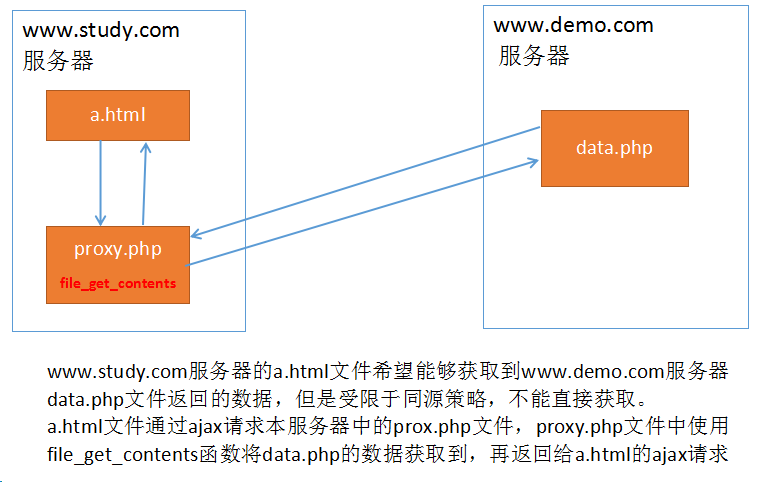 www.study.com
服务器
a.html
proxy.php
file_get_contents
www.demo.com
服务器
data.php
www.study.com服务器的a.html文件希望能够获取到www.demo.com服务器
data.php文件返回的数据，但是受限于同源策略，不能直接获取。
a.html文件通过ajax请求本服务器中的prox.php文件，proxy.php文件中使用
file_get_contents函数将data.php的数据获取到，再返回给a.html的ajax请求